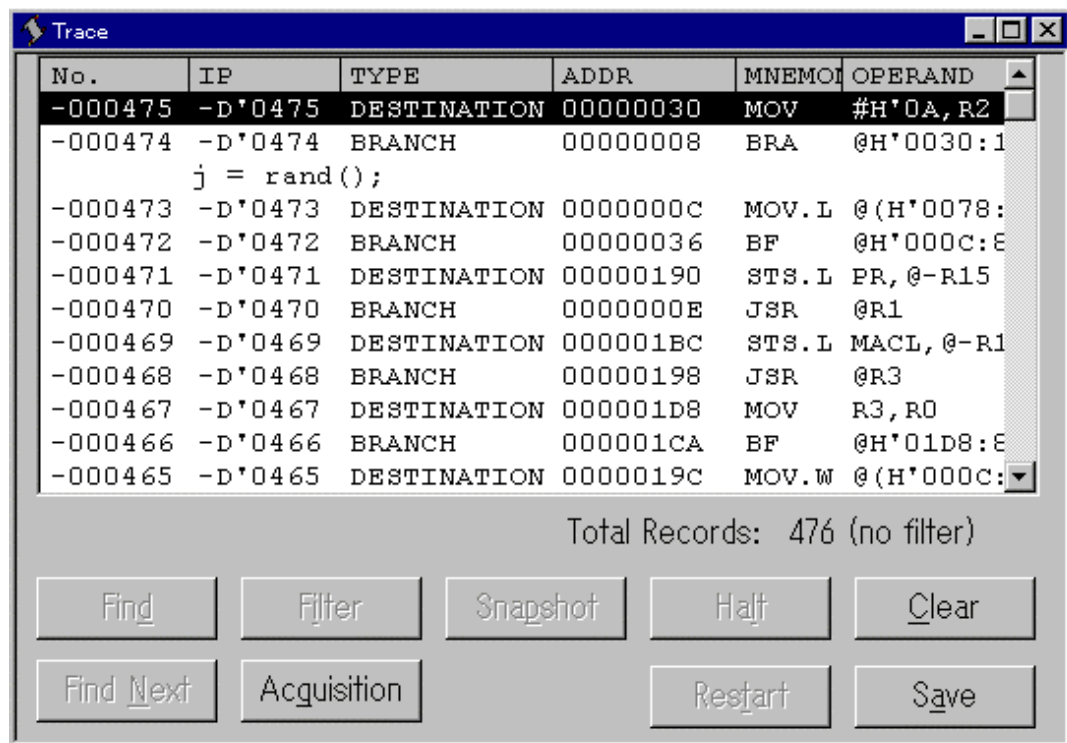 Trace
No. IP TYPE ADDR MNEMO OPERAND
-000475 -D'0475 DESTINATION 00000030 MOV #H'0A,R2
-000474 -D'0474 BRANCH 00000008 BRA @H'0030:1
j = rand();
-000473 -D'0473 DESTINATION 0000000C MOV.L @(H'0078:
-000472 -D'0472 BRANCH 00000036 BF @H'000C:8
-000471 -D'0471 DESTINATION 00000190 STS.L PR,@-R15
-000470 -D'0470 BRANCH 0000000E JSR @R1
-000469 -D'0469 DESTINATION 000001BC STS.L MACL,@-R1
-000468 -D'0468 BRANCH 00000198 JSR @R3
-000467 -D'0467 DESTINATION 000001D8 MOV R3,R0
-000466 -D'0466 BRANCH 000001CA BF @H'01D8:8
-000465 -D'0465 DESTINATION 0000019C MOV.W @(H'000C:
Total Records: 476 (no filter)
Find Filter Snapshot Halt Clear
Find Next Acquisition Restart Save